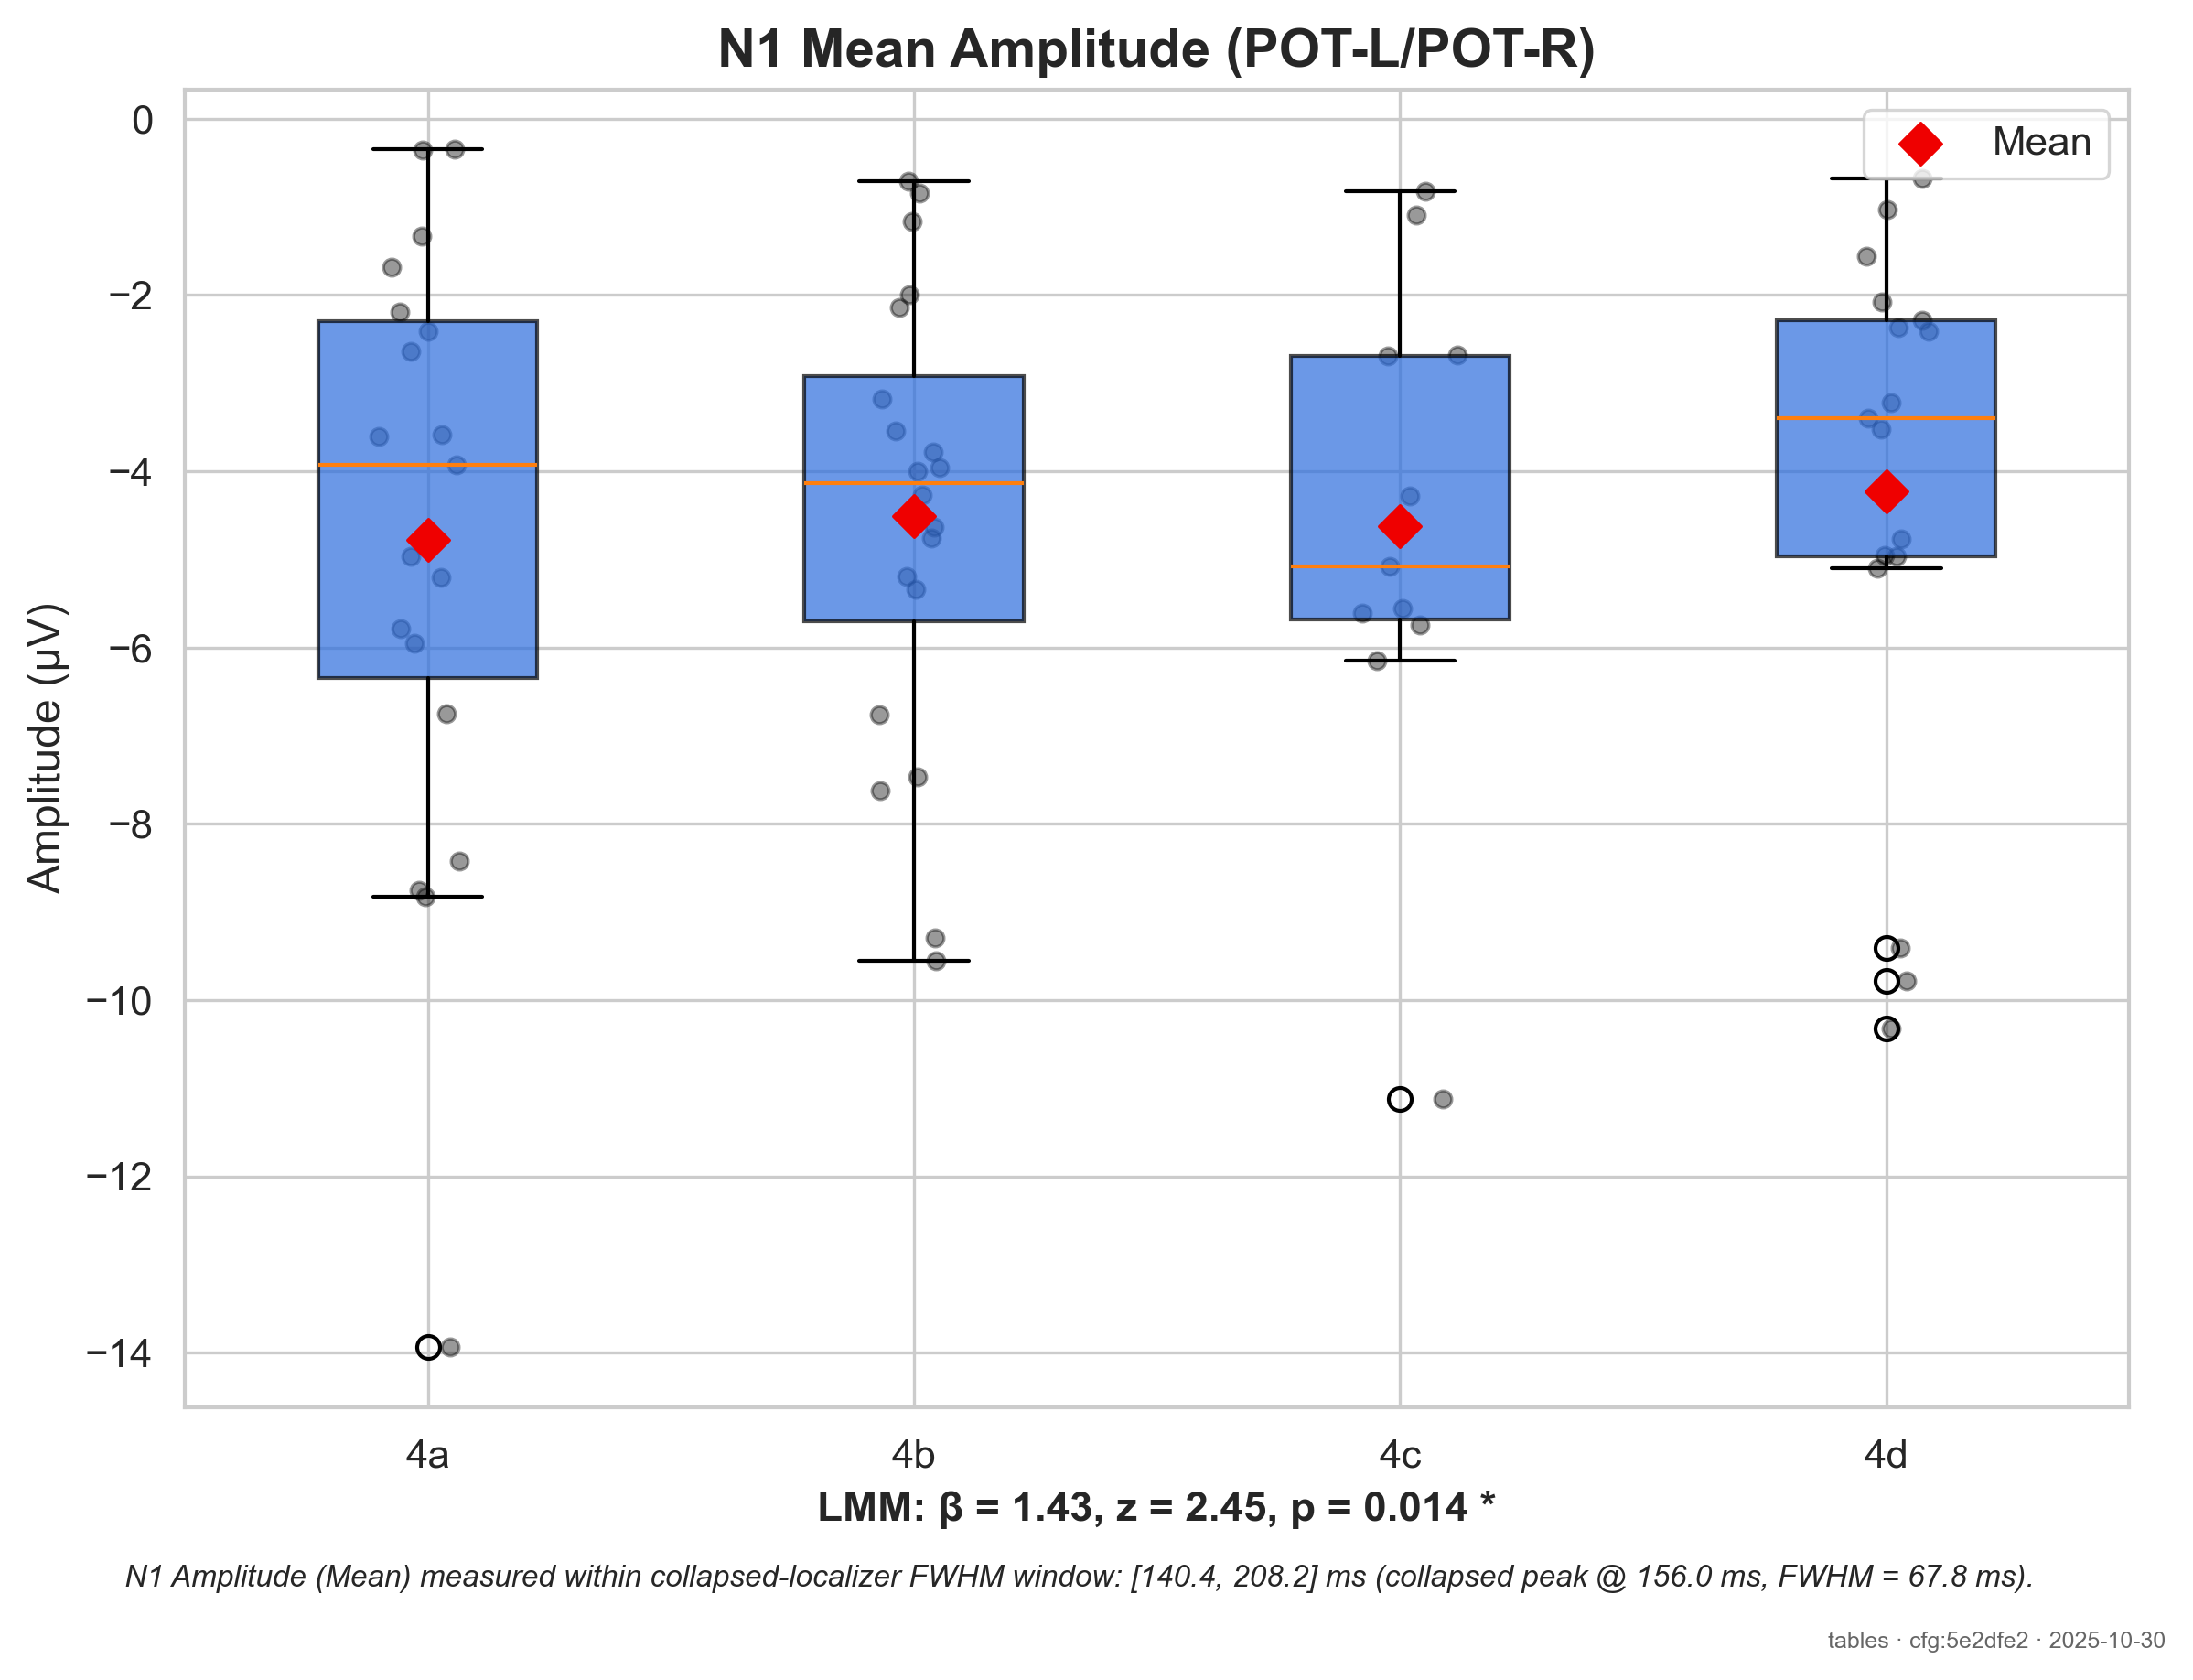 N1 Mean Amplitude (POT-L/POT-R)
Mean
Amplitude (µV)
0
−2
−4
−6
−8
−10
−12
−14
4a 4b 4c 4d
LMM: β = 1.43, z = 2.45, p = 0.014 *
N1 Amplitude (Mean) measured within collapsed-localizer FWHM window: [140.4, 208.2] ms (collapsed peak @ 156.0 ms, FWHM = 67.8 ms).
tables · cfg:5e2dfe2 · 2025-10-30